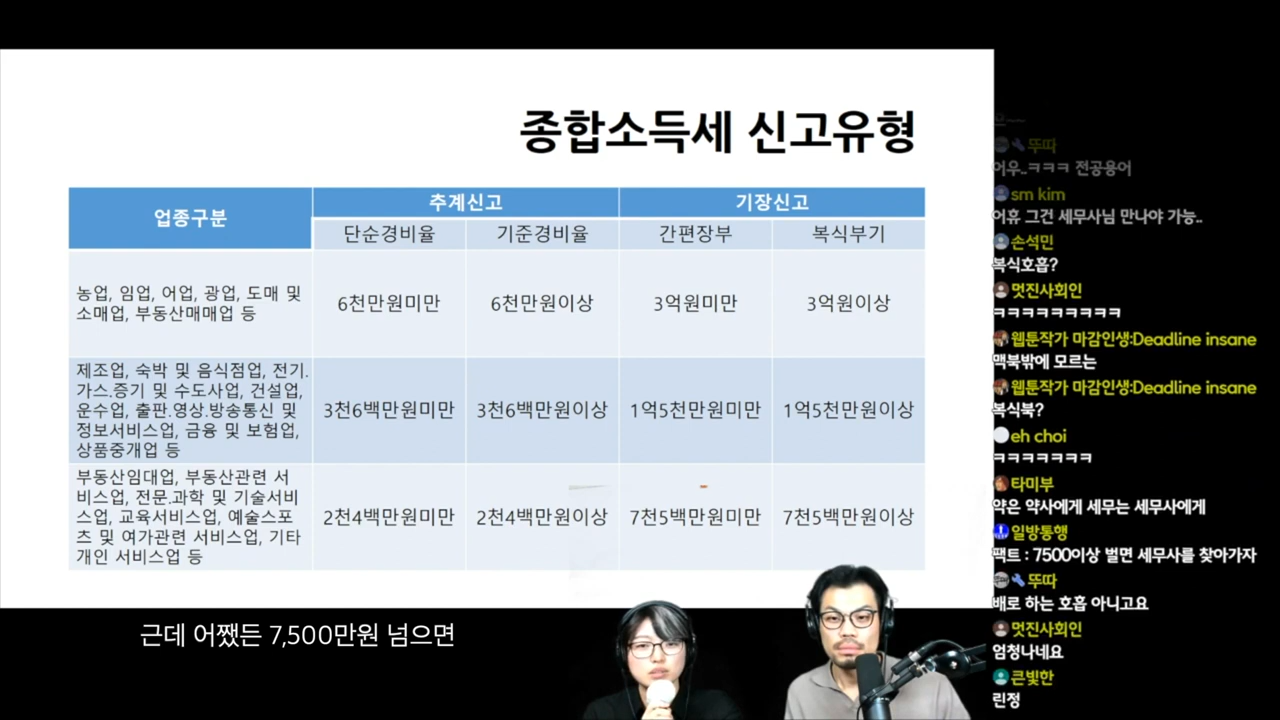 종합소득세 신고유형
업종구분
추계신고
기장신고
단순경비율
기준경비율
간편장부
복식부기
농업, 임업, 어업, 광업, 도매 및
소매업, 부동산매매업 등
6천만원미만
6천만원이상
3억원미만
3억원이상
제조업, 숙박 및 음식점업, 전기.
가스.증기 및 수도사업, 건설업,
운수업, 출판.영상.방송통신 및
정보서비스업, 금융 및 보험업,
상품중개업 등
3천6백만원미만
3천6백만원이상
1억5천만원미만
1억5천만원이상
부동산임대업, 부동산관련 서
비스업, 전문.과학 및 기술서비
스업, 교육서비스업, 예술스포
츠 및 여가관련 서비스업, 기타
개인 서비스업 등
2천4백만원미만
2천4백만원이상
7천5백만원미만
7천5백만원이상
근데 어쨌든 7,500만원 넘으면
뚜따
어우..ㅋㅋㅋ 전공용어
sm kim
어휴 그건 세무사님 만나야 가능..
손석민
복식호흡?
멋진사회인
ㅋㅋㅋㅋㅋㅋㅋㅋㅋ
웹툰작가 마감인생:Deadline insane
맥북밖에 모르는
웹툰작가 마감인생:Deadline insane
복식북?
eh choi
ㅋㅋㅋㅋㅋㅋㅋ
타미부
약은 약사에게 세무는 세무사에게
일방통행
팩트 : 7500이상 벌면 세무사를 찾아가자
뚜따
배로 하는 호흡 아니고요
멋진사회인
엄청나네요
큰빛한
린정